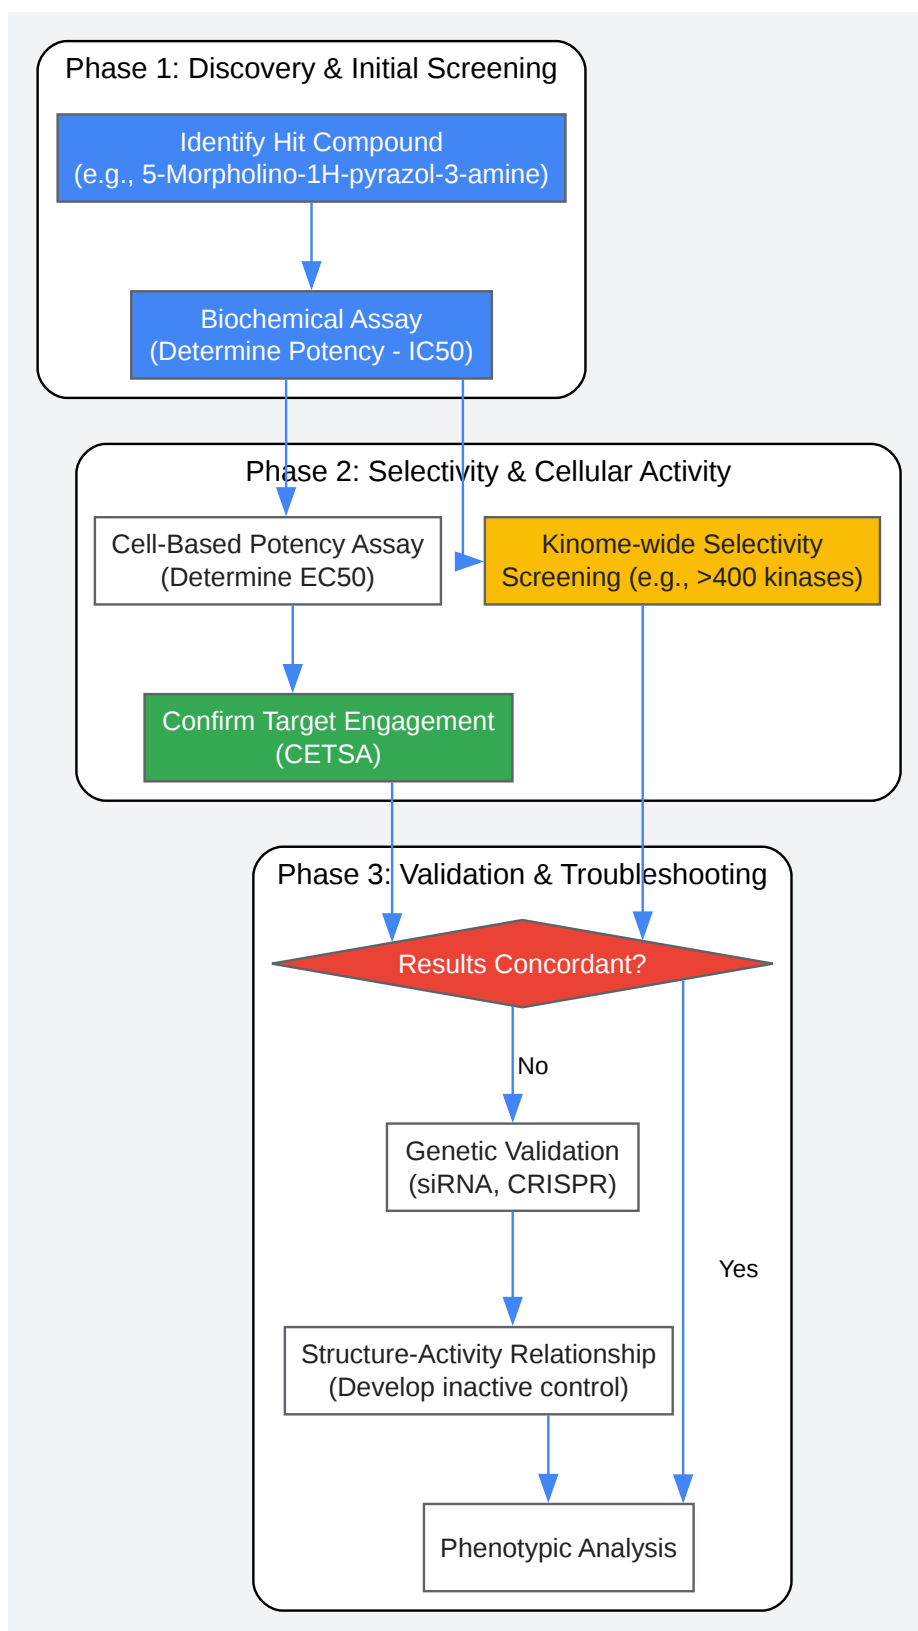 Phase 1: Discovery & Initial Screening
Identify Hit Compound
(e.g., 5-Morpholino-1H-pyrazol-3-amine)
Biochemical Assay
(Determine Potency - IC50)
Phase 2: Selectivity & Cellular Activity
Cell-Based Potency Assay
(Determine EC50)
Kinome-wide Selectivity
Screening (e.g., >400 kinases)
Confirm Target Engagement
(CETSA)
Phase 3: Validation & Troubleshooting
Results Concordant?
No
Genetic Validation
(siRNA, CRISPR)
Yes
Structure-Activity Relationship
(Develop inactive control)
Phenotypic Analysis